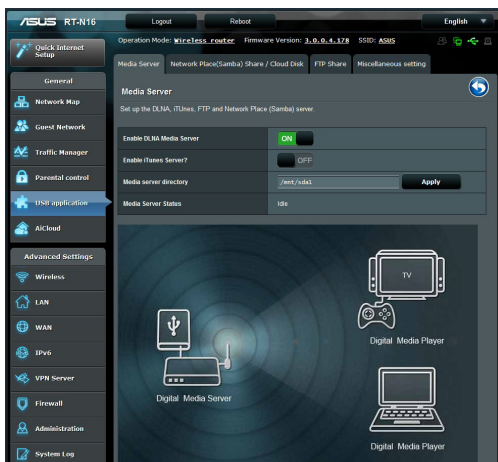 ASUS RT-N16
Logout
Reboot
English
Quick Internet
Setup
Operation Mode: Wireless router Firmware Version: 3.0.0.4.178 SSID: ASUS
Media Server
Network Place(Samba) Share / Cloud Disk
FTP Share
Miscellaneous setting
General
Network Map
Guest Network
Traffic Manager
Parental control
USB application
AiCloud
Advanced Settings
Wireless
LAN
WAN
IPv6
VPN Server
Firewall
Administration
System Log
Media Server
Set up the DLNA, iTunes, FTP and Network Place (Samba) server.
Enable DLNA Media Server
ON
Enable iTunes Server?
OFF
Media server directory
/mnt/sda1
Apply
Media Server Status
Idle
TV
Digital Media Player
Digital Media Server
Digital Media Player